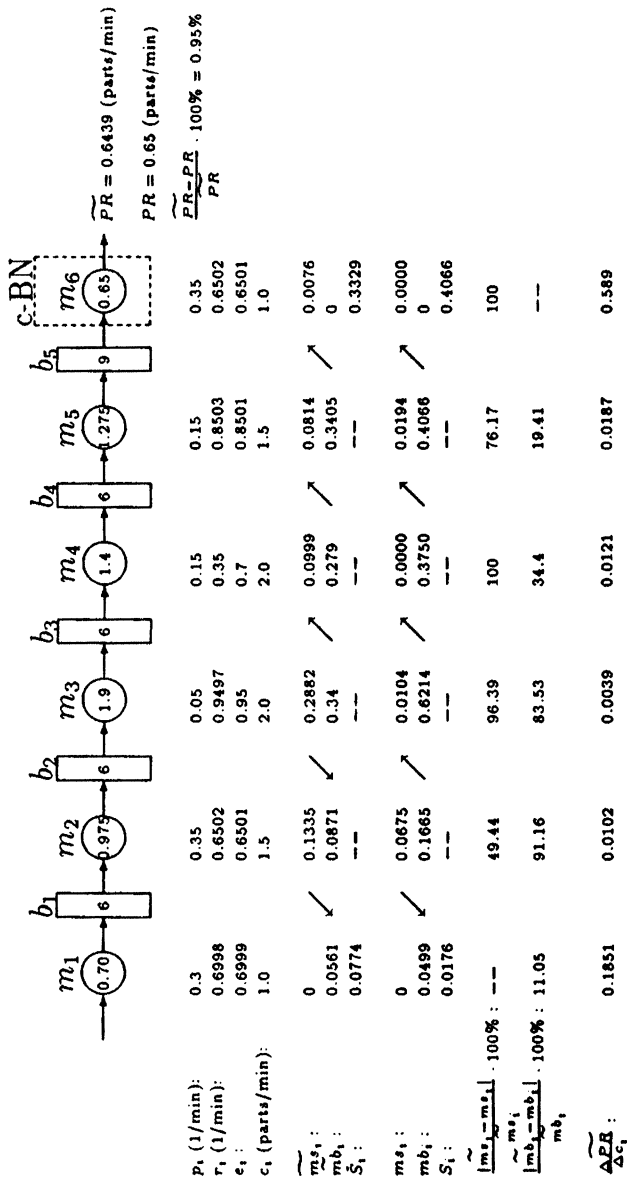 c-BN
m₁ b₁ m₂ b₂ m₃ b₃ m₄ b₄ m₅ b₅ m₆
0.70 6 0.975 6 1.9 6 1.4 6 1.275 9 0.65
P̃R = 0.6439 (parts/min)
PR = 0.65 (parts/min)
|P̃R−PR| / P̃R · 100% = 0.95%
pᵢ (1/min): 0.3 0.35 0.05 0.15 0.15 0.35
rᵢ (1/min): 0.6998 0.6502 0.9497 0.35 0.8503 0.6502
eᵢ : 0.6999 0.6501 0.95 0.7 0.8501 0.6501
cᵢ (parts/min): 1.0 1.5 2.0 2.0 1.5 1.0
m̃sᵢ : 0 0.1335 0.2882 0.0999 0.0814 0.0076
m̃bᵢ : 0.0561 0.0871 0.34 0.279 0.3405 0
S̃ᵢ : 0.0774 -- -- -- -- 0.3329
↙ ↙ ↗ ↗ ↗
msᵢ : 0 0.0675 0.0104 0.0000 0.0194 0.0000
mbᵢ : 0.0499 0.1665 0.6214 0.3750 0.4066 0
Sᵢ : 0.0176 -- -- -- -- 0.4066
↙ ↗ ↗ ↗ ↗
|m̃sᵢ−msᵢ| / m̃sᵢ · 100% : -- 49.44 96.39 100 76.17 100
|m̃bᵢ−mbᵢ| / m̃bᵢ · 100% : 11.05 91.16 83.53 34.4 19.41 --
ΔP̃R / Δcᵢ : 0.1851 0.0102 0.0039 0.0121 0.0187 0.589